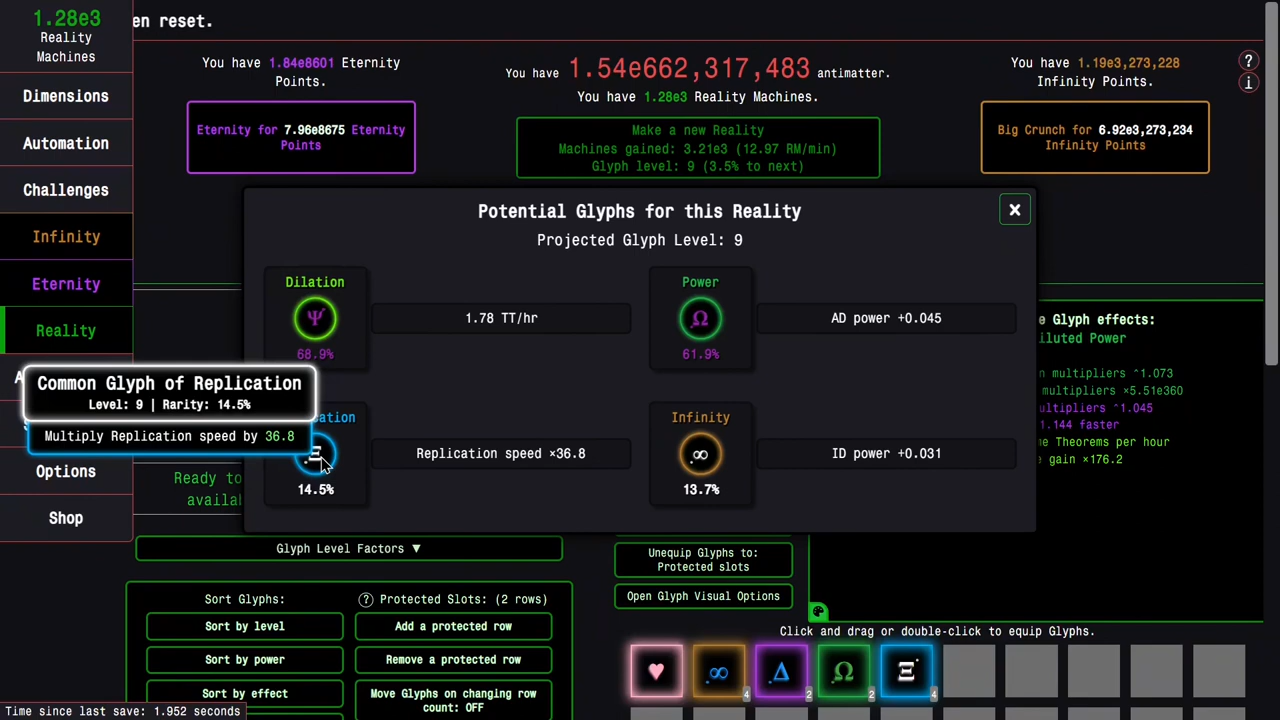 1.28e3
Reality
Machines
en reset.
You have 1.84e8601 Eternity
Points.
You have 1.54e662,317,483 antimatter.
You have 1.28e3 Reality Machines.
You have 1.19e3,273,228
Infinity Points.
?
i
Eternity for 7.96e8675 Eternity
Points
Make a new Reality
Machines gained: 3.21e3 (12.97 RM/min)
Glyph level: 9 (3.5% to next)
Big Crunch for 6.92e3,273,234
Infinity Points
Dimensions
Automation
Challenges
Infinity
Eternity
Reality
Options
Shop
Potential Glyphs for this Reality
X
Projected Glyph Level: 9
Dilation
Ψ
68.9%
1.78 TT/hr
Power
Ω
61.9%
AD power +0.045
Common Glyph of Replication
Level: 9 | Rarity: 14.5%
Multiply Replication speed by 36.8
cation
Ξ
14.5%
Replication speed ×36.8
Infinity
∞
13.7%
ID power +0.031
e Glyph effects:
iluted Power
n multipliers ^1.073
multipliers ×5.51e360
ultipliers ^1.045
1.144 faster
me Theorems per hour
e gain ×176.2
Ready to
availab
Glyph Level Factors ▼
Unequip Glyphs to:
Protected slots
Open Glyph Visual Options
Sort Glyphs:
Sort by level
Sort by power
Sort by effect
? Protected Slots: (2 rows)
Add a protected row
Remove a protected row
Move Glyphs on changing row
count: OFF
Click and drag or double-click to equip Glyphs.
♥ ∞ Δ Ω Ξ
4 2 2 4
Time since last save: 1.952 seconds